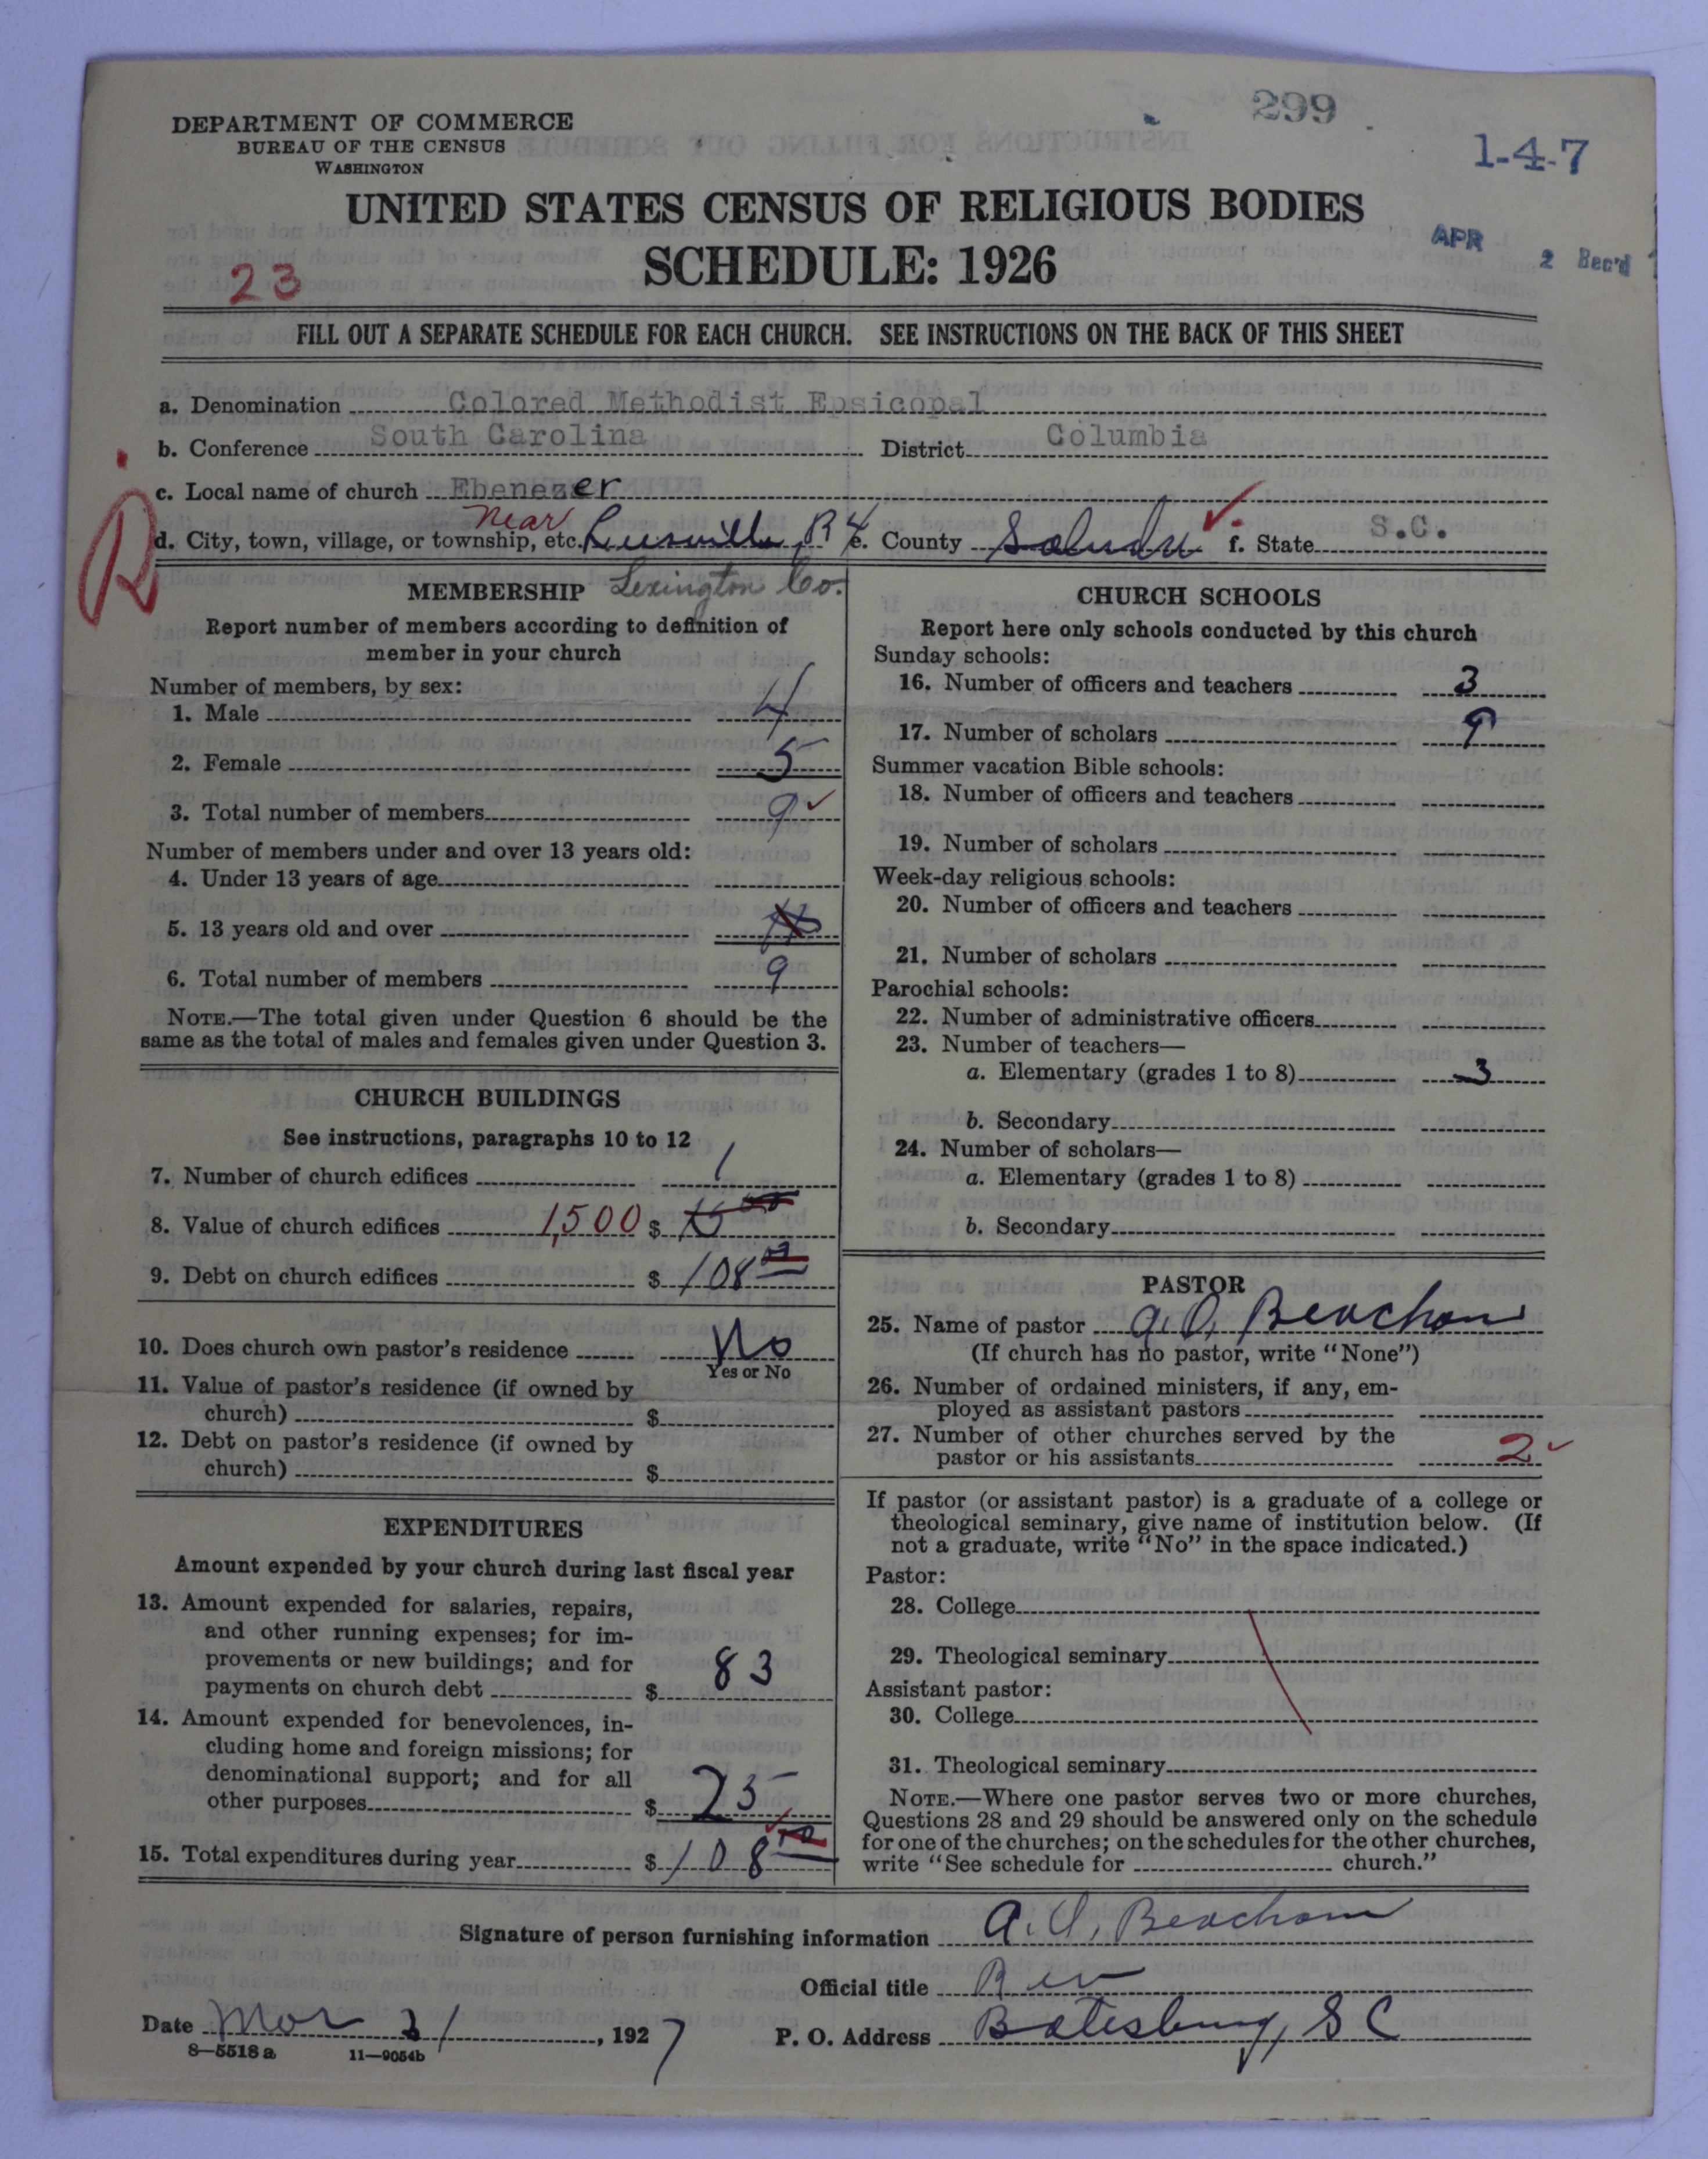 299
1-4-7
DEPARTMENT OF COMMERCE
BUREAU OF THE CENSUS
WASHINGTON
UNITED STATES CENSUS OF RELIGIOUS BODIES
SCHEDULE: 1926
APR 2 Rec'd
23
FILL OUT A SEPARATE SCHEDULE FOR EACH CHURCH. SEE INSTRUCTIONS ON THE BACK OF THIS SHEET
a. Denomination Colored Methodist Epsicopal
b. Conference South Carolina District Columbia
c. Local name of church Ebenezer
near
d. City, town, village, or township, etc. Leesville, R 4 e. County Saluda f. State S.C.
R
MEMBERSHIP Lexington Co.
Report number of members according to definition of
member in your church
Number of members, by sex:
1. Male 4
2. Female 5
3. Total number of members 9
Number of members under and over 13 years old:
4. Under 13 years of age
5. 13 years old and over
6. Total number of members 9
NOTE.—The total given under Question 6 should be the
same as the total of males and females given under Question 3.
CHURCH BUILDINGS
See instructions, paragraphs 10 to 12
7. Number of church edifices 1
8. Value of church edifices 1,500 $ 15 00
9. Debt on church edifices $ 108
10. Does church own pastor's residence No
Yes or No
11. Value of pastor's residence (if owned by
church) $
12. Debt on pastor's residence (if owned by
church) $
EXPENDITURES
Amount expended by your church during last fiscal year
13. Amount expended for salaries, repairs,
and other running expenses; for im-
provements or new buildings; and for
payments on church debt $ 83
14. Amount expended for benevolences, in-
cluding home and foreign missions; for
denominational support; and for all
other purposes $ 25
15. Total expenditures during year $ 108
CHURCH SCHOOLS
Report here only schools conducted by this church
Sunday schools:
16. Number of officers and teachers 3
17. Number of scholars 9
Summer vacation Bible schools:
18. Number of officers and teachers
19. Number of scholars
Week-day religious schools:
20. Number of officers and teachers
21. Number of scholars
Parochial schools:
22. Number of administrative officers
23. Number of teachers—
a. Elementary (grades 1 to 8) 3
b. Secondary
24. Number of scholars—
a. Elementary (grades 1 to 8)
b. Secondary
PASTOR
25. Name of pastor A. O. Beacham
(If church has no pastor, write "None")
26. Number of ordained ministers, if any, em-
ployed as assistant pastors
27. Number of other churches served by the
pastor or his assistants 2
If pastor (or assistant pastor) is a graduate of a college or
theological seminary, give name of institution below. (If
not a graduate, write "No" in the space indicated.)
Pastor:
28. College
29. Theological seminary
Assistant pastor:
30. College
31. Theological seminary
NOTE.—Where one pastor serves two or more churches,
Questions 28 and 29 should be answered only on the schedule
for one of the churches; on the schedules for the other churches,
write "See schedule for church."
Signature of person furnishing information A. O. Beacham
Official title Rev
Date Mar 31, 1927 P. O. Address Batesburg, S C
8—5518 a 11—9054b